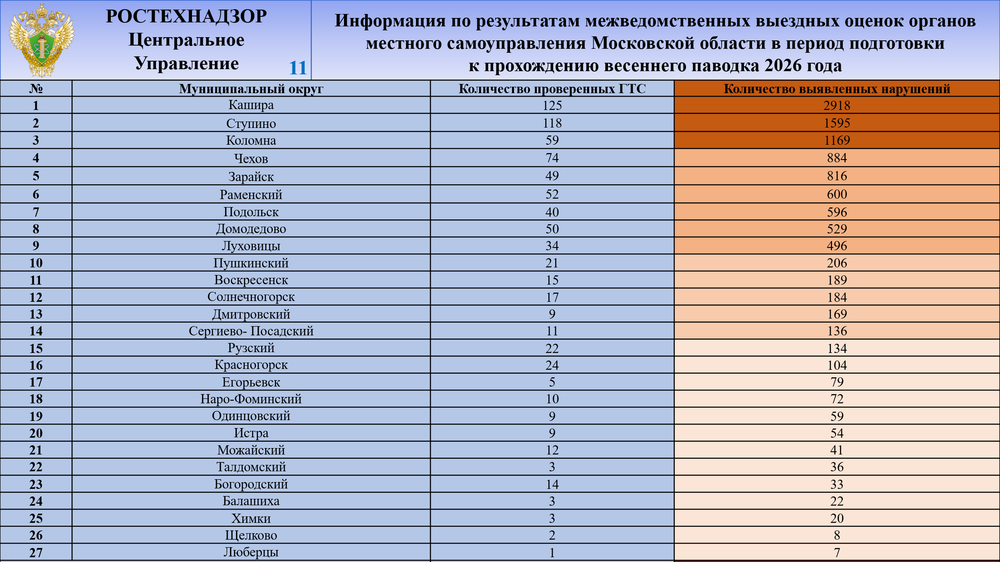 РОСТЕХНАДЗОР
Центральное
Управление
11
Информация по результатам межведомственных выездных оценок органов
местного самоуправления Московской области в период подготовки
к прохождению весеннего паводка 2026 года
№ Муниципальный округ Количество проверенных ГТС Количество выявленных нарушений
1 Кашира 125 2918
2 Ступино 118 1595
3 Коломна 59 1169
4 Чехов 74 884
5 Зарайск 49 816
6 Раменский 52 600
7 Подольск 40 596
8 Домодедово 50 529
9 Луховицы 34 496
10 Пушкинский 21 206
11 Воскресенск 15 189
12 Солнечногорск 17 184
13 Дмитровский 9 169
14 Сергиево- Посадский 11 136
15 Рузский 22 134
16 Красногорск 24 104
17 Егорьевск 5 79
18 Наро-Фоминский 10 72
19 Одинцовский 9 59
20 Истра 9 54
21 Можайский 12 41
22 Талдомский 3 36
23 Богородский 14 33
24 Балашиха 3 22
25 Химки 3 20
26 Щелково 2 8
27 Люберцы 1 7